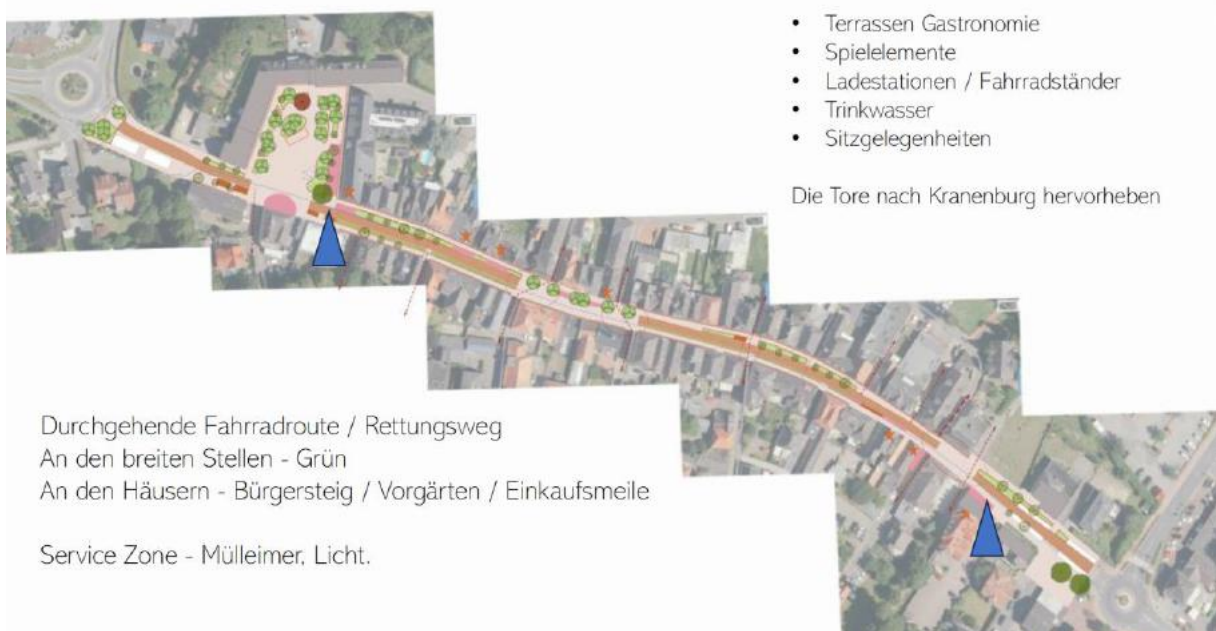 • Terrassen Gastronomie
• Spielelemente
• Ladestationen / Fahrradständer
• Trinkwasser
• Sitzgelegenheiten
Die Tore nach Kranenburg hervorheben
Durchgehende Fahrradroute / Rettungsweg
An den breiten Stellen - Grün
An den Häusern - Bürgersteig / Vorgärten / Einkaufsmeile
Service Zone - Mülleimer, Licht.